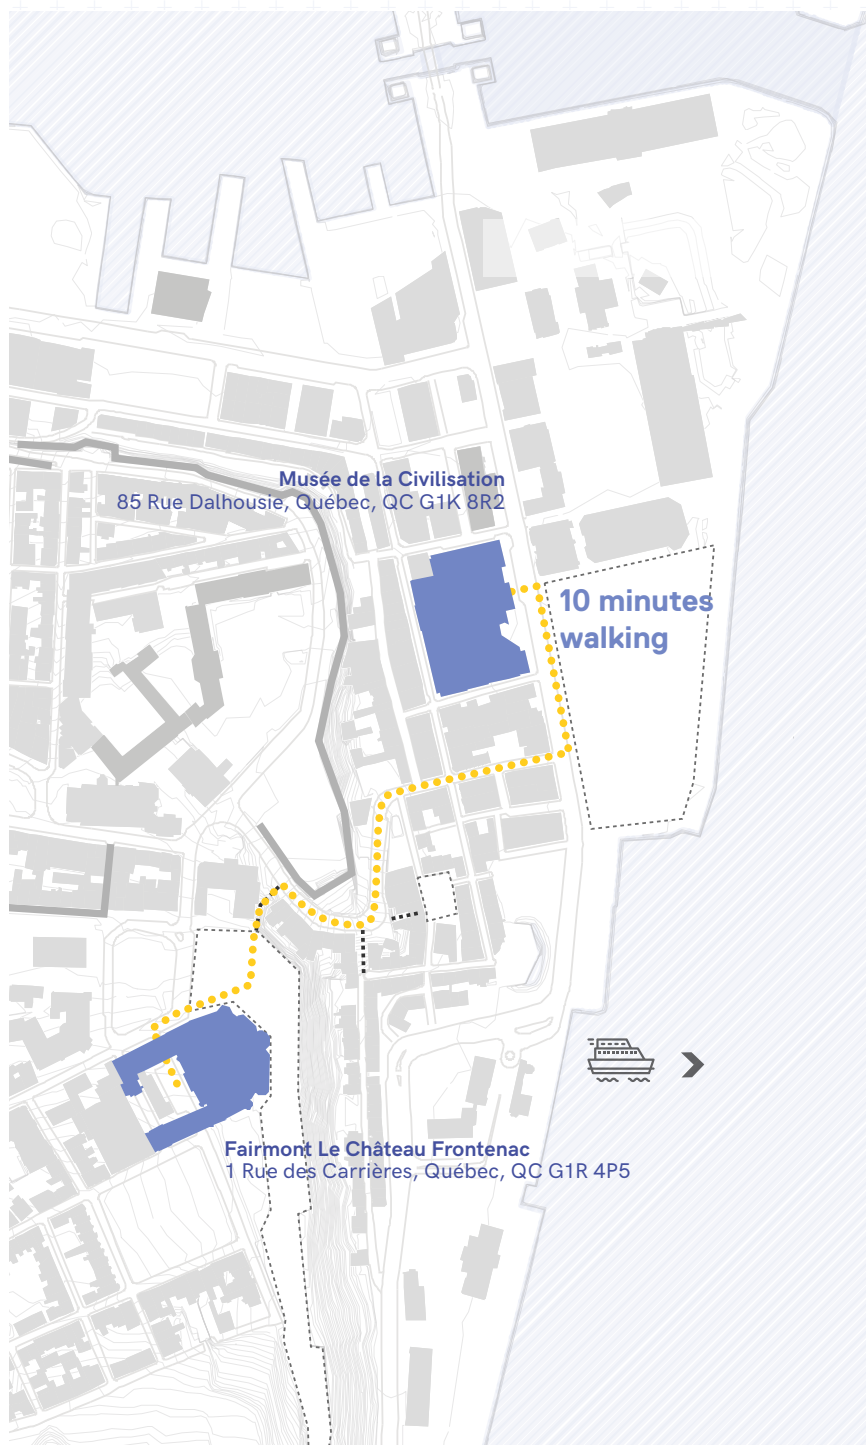 Musée de la Civilisation
85 Rue Dalhousie, Québec, QC G1K 8R2
10 minutes
walking
Fairmont Le Château Frontenac
1 Rue des Carrières, Québec, QC G1R 4P5